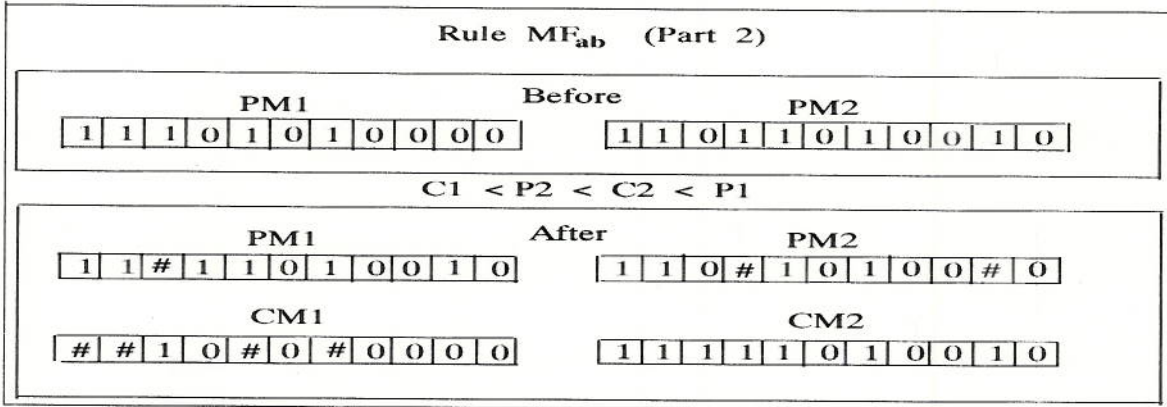 Rule MFab (Part 2)
Before
PM1 PM2
1 1 1 0 1 0 1 0 0 0 0 1 1 0 1 1 0 1 0 0 1 0
C1 < P2 < C2 < P1
After
PM1 PM2
1 1 # 1 1 0 1 0 0 1 0 1 1 0 # 1 0 1 0 0 # 0
CM1 CM2
# # 1 0 # 0 # 0 0 0 0 1 1 1 1 1 0 1 0 0 1 0